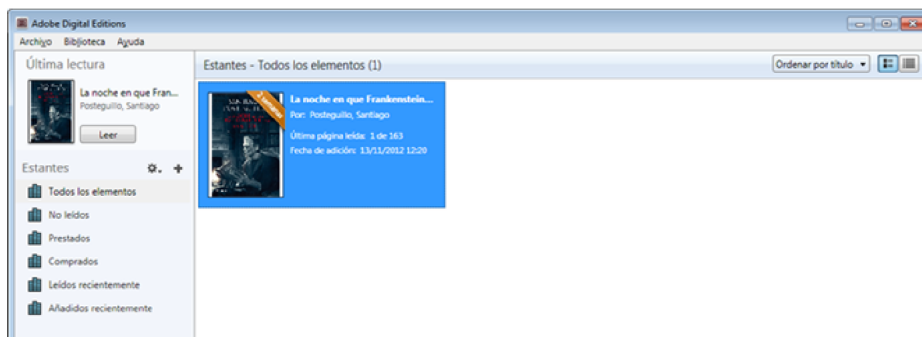 Adobe Digital Editions
Archivo Biblioteca Ayuda
Última lectura
La noche en que Fran...
Posteguillo, Santiago
Leer
Estantes
Todos los elementos
No leídos
Prestados
Comprados
Leídos recientemente
Añadidos recientemente
Estantes - Todos los elementos (1)
Ordenar por título
2 semanas
La noche en que Frankenstein...
Por: Posteguillo, Santiago
Última página leída: 1 de 163
Fecha de adición: 13/11/2012 12:20